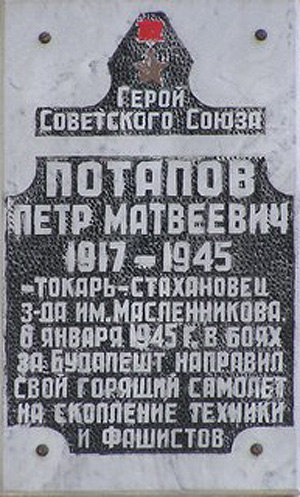 Герой
Советского Союза
ПОТАПОВ
ПЕТР МАТВЕЕВИЧ
1917 – 1945
-токарь-стахановец
з-да им. Масленникова.
8 января 1945 г. в боях
за Будапешт направил
свой горящий самолет
на скопление техники
и фашистов